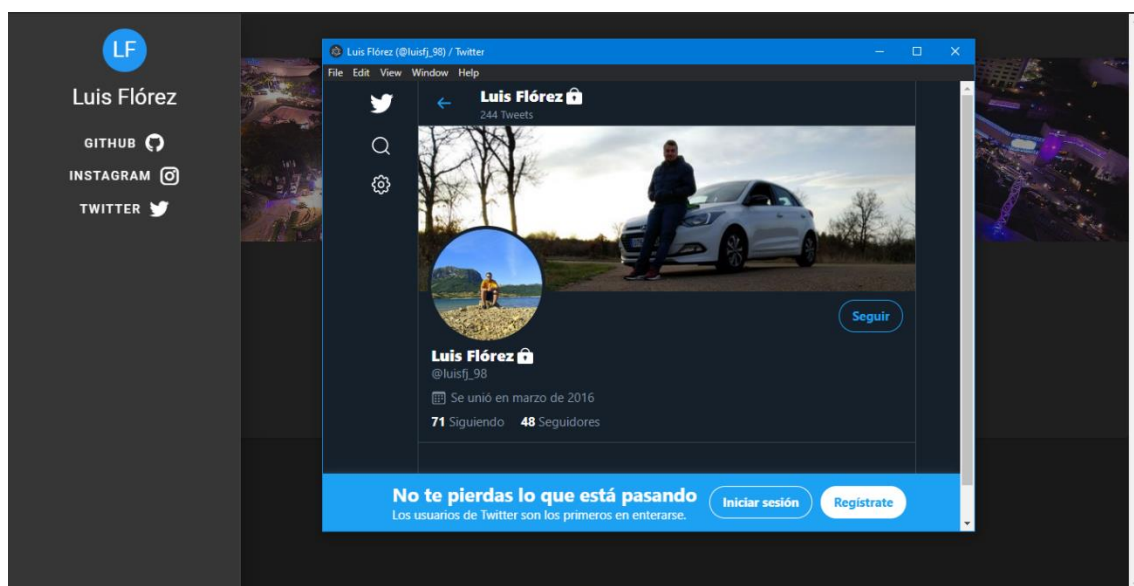 LF
Luis Flórez
GITHUB
INSTAGRAM
TWITTER
Luis Flórez (@luisfj_98) / Twitter
File Edit View Window Help
Luis Flórez
244 Tweets
Seguir
Luis Flórez
@luisfj_98
Se unió en marzo de 2016
71 Siguiendo 48 Seguidores
No te pierdas lo que está pasando
Los usuarios de Twitter son los primeros en enterarse.
Iniciar sesión
Regístrate